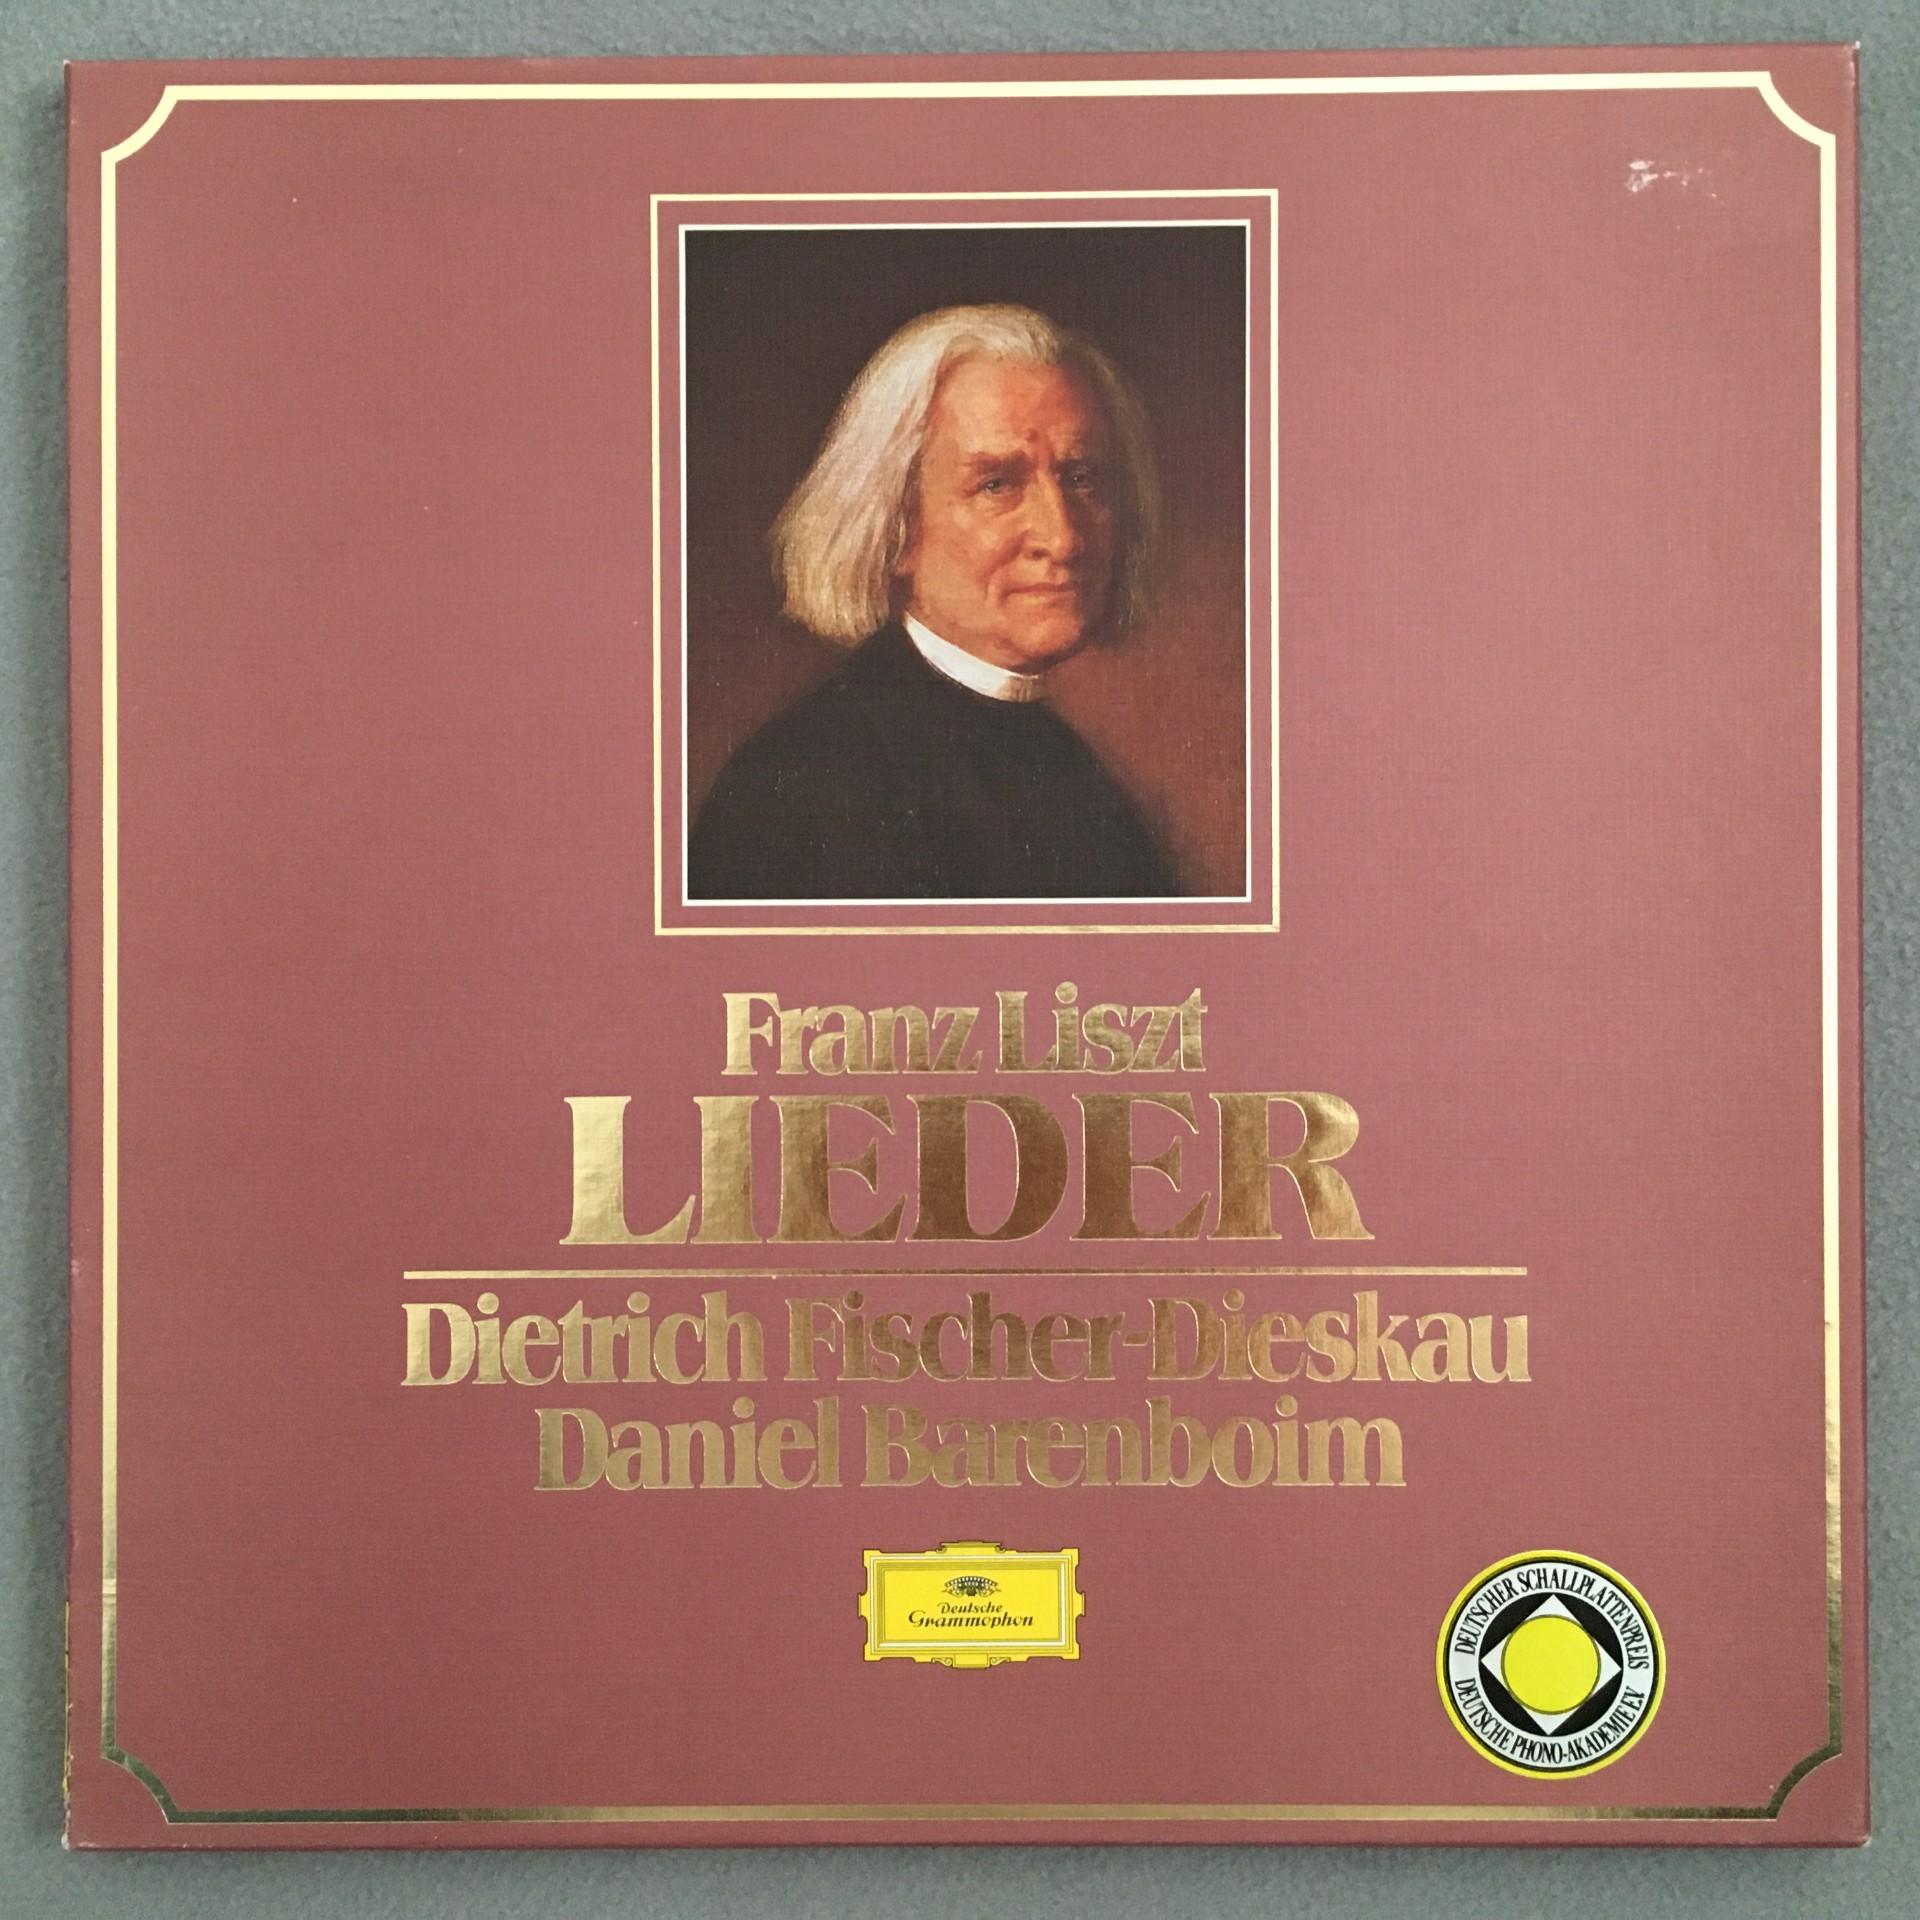 Franz Liszt
LIEDER
Dietrich Fischer-Dieskau
Daniel Barenboim
Deutsche
Grammophon
DEUTSCHER SCHALLPLATTENPREIS
DEUTSCHE PHONO-AKADEMIE E.V.